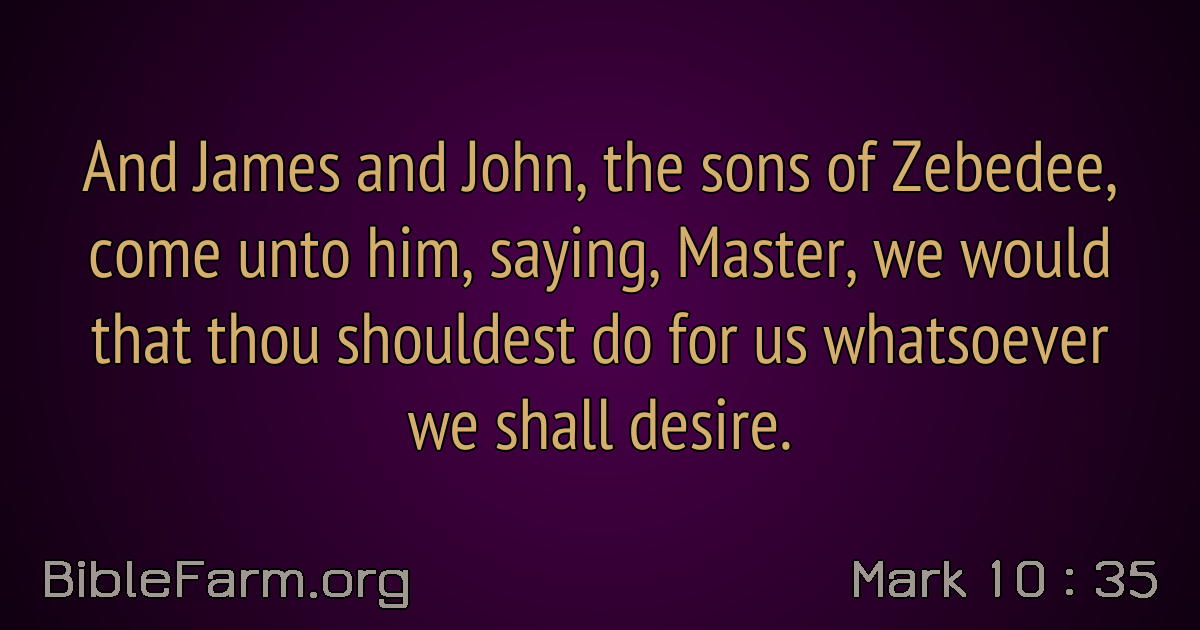 And James and John, the sons of Zebedee,
come unto him, saying, Master, we would
that thou shouldest do for us whatsoever
we shall desire.
BibleFarm.org
Mark 10 : 35